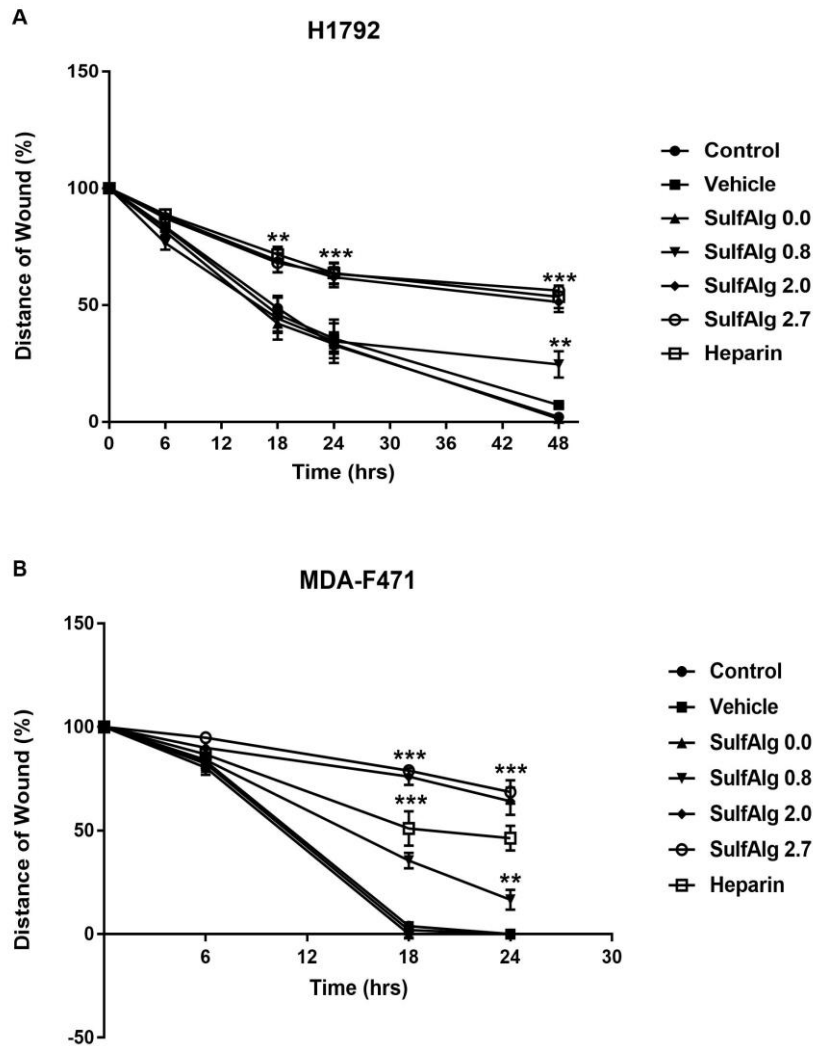 A
H1792
150
100
50
0
Distance of Wound (%)
** *** *** **
0 6 12 18 24 30 36 42 48
Time (hrs)
Control
Vehicle
SulfAlg 0.0
SulfAlg 0.8
SulfAlg 2.0
SulfAlg 2.7
Heparin
B
MDA-F471
150
100
50
0
-50
Distance of Wound (%)
*** *** *** **
6 12 18 24 30
Time (hrs)
Control
Vehicle
SulfAlg 0.0
SulfAlg 0.8
SulfAlg 2.0
SulfAlg 2.7
Heparin